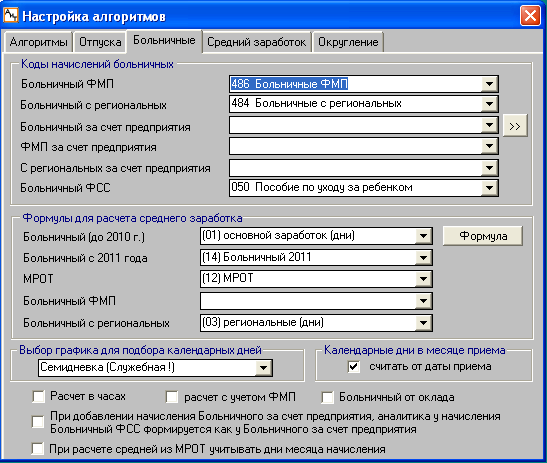 Настройка алгоритмов
Алгоритмы Отпуска Больничные Средний заработок Округление
Коды начислений больничных
Больничный ФМП 486 Больничные ФМП
Больничный с региональных 484 Больничные с региональных
Больничный за счет предприятия >>
ФМП за счет предприятия
С региональных за счет предприятия
Больничный ФСС 050 Пособие по уходу за ребенком
Формулы для расчета среднего заработка
Больничный (до 2010 г.) (01) основной заработок (дни) Формула
Больничный с 2011 года (14) Больничный 2011
МРОТ (12) МРОТ
Больничный ФМП
Больничный с региональных (03) региональные (дни)
Выбор графика для подбора календарных дней Календарные дни в месяце приема
Семидневка (Служебная !) считать от даты приема
Расчет в часах расчет с учетом ФМП Больничный от оклада
При добавлении начисления Больничного за счет предприятия, аналитика у начисления
Больничный ФСС формируется как у Больничного за счет предприятия
При расчете средней из МРОТ учитывать дни месяца начисления